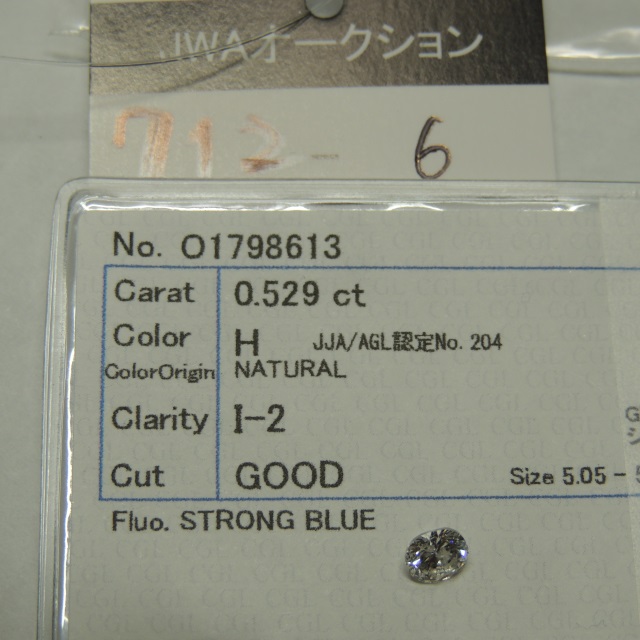 JWAオークション
712-6
No. O1798613
Carat 0.529 ct
Color H JJA/AGL認定No.204
ColorOrigin NATURAL
Clarity I-2
Cut GOOD Size 5.05 -
Fluo. STRONG BLUE